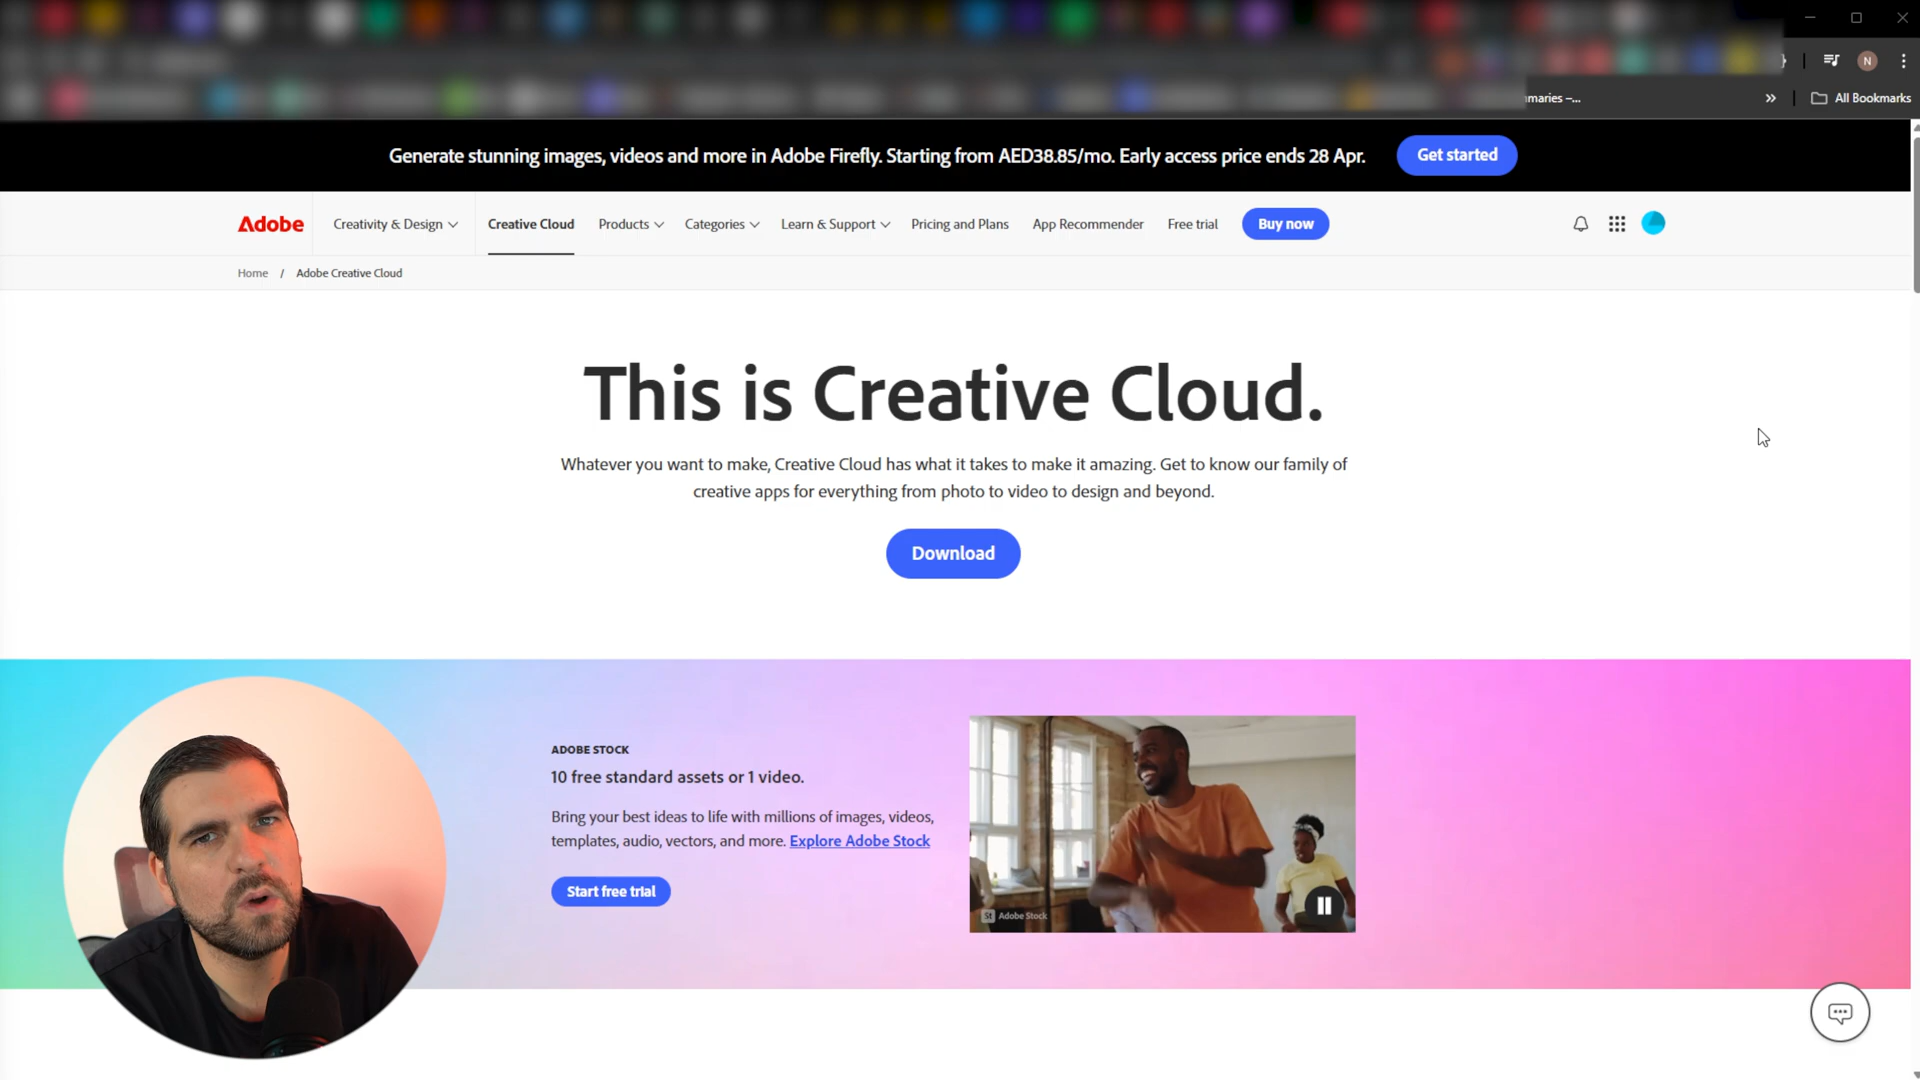 N
maries –...
»
All Bookmarks
Generate stunning images, videos and more in Adobe Firefly. Starting from AED38.85/mo. Early access price ends 28 Apr.
Get started
Adobe
Creativity & Design
Creative Cloud
Products
Categories
Learn & Support
Pricing and Plans
App Recommender
Free trial
Buy now
Home / Adobe Creative Cloud
This is Creative Cloud.
Whatever you want to make, Creative Cloud has what it takes to make it amazing. Get to know our family of
creative apps for everything from photo to video to design and beyond.
Download
ADOBE STOCK
10 free standard assets or 1 video.
Bring your best ideas to life with millions of images, videos,
templates, audio, vectors, and more. Explore Adobe Stock
Start free trial
St Adobe Stock